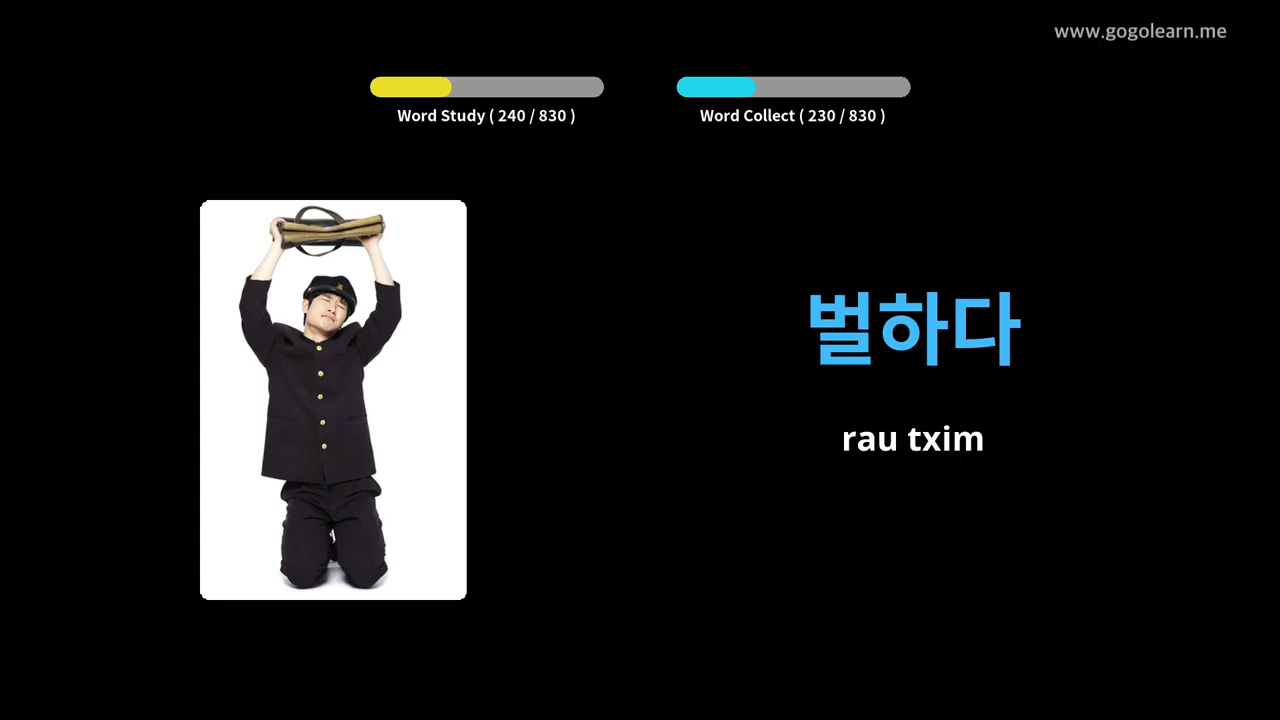 www.gogolearn.me
Word Study ( 240 / 830 )
Word Collect ( 230 / 830 )
벌하다
rau txim